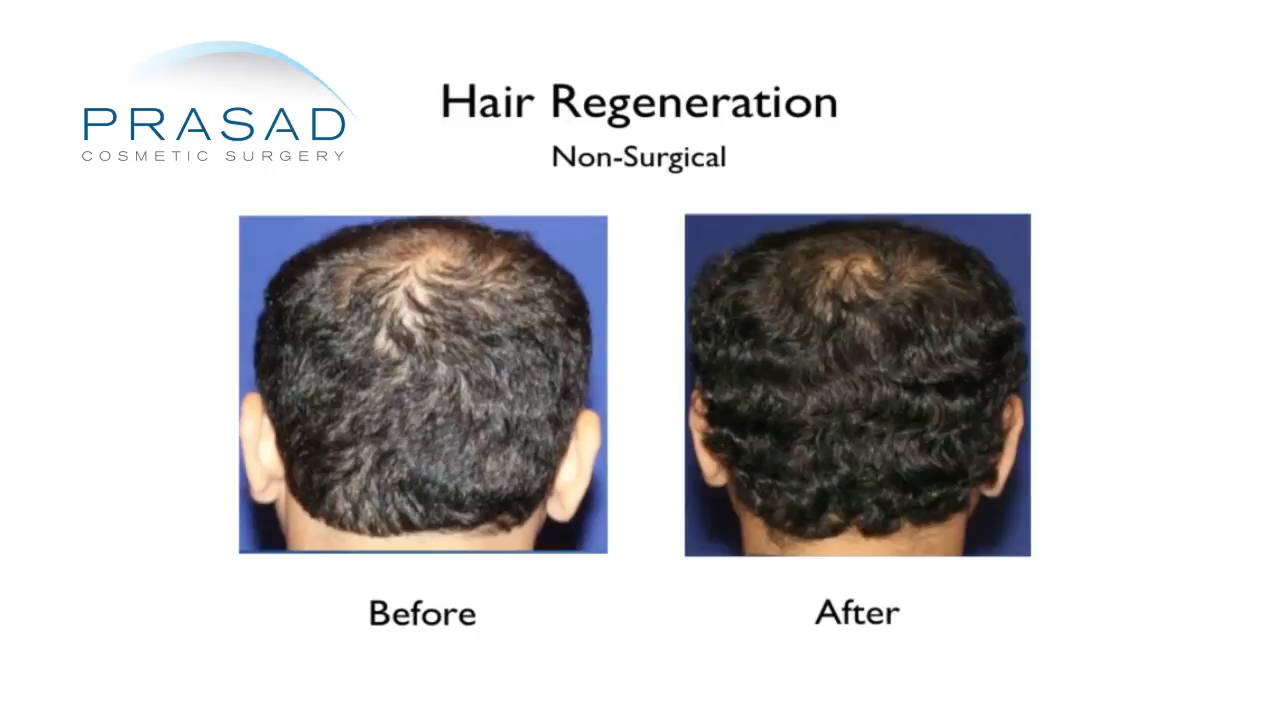 PRASAD
COSMETIC SURGERY
Hair Regeneration
Non-Surgical
Before
After